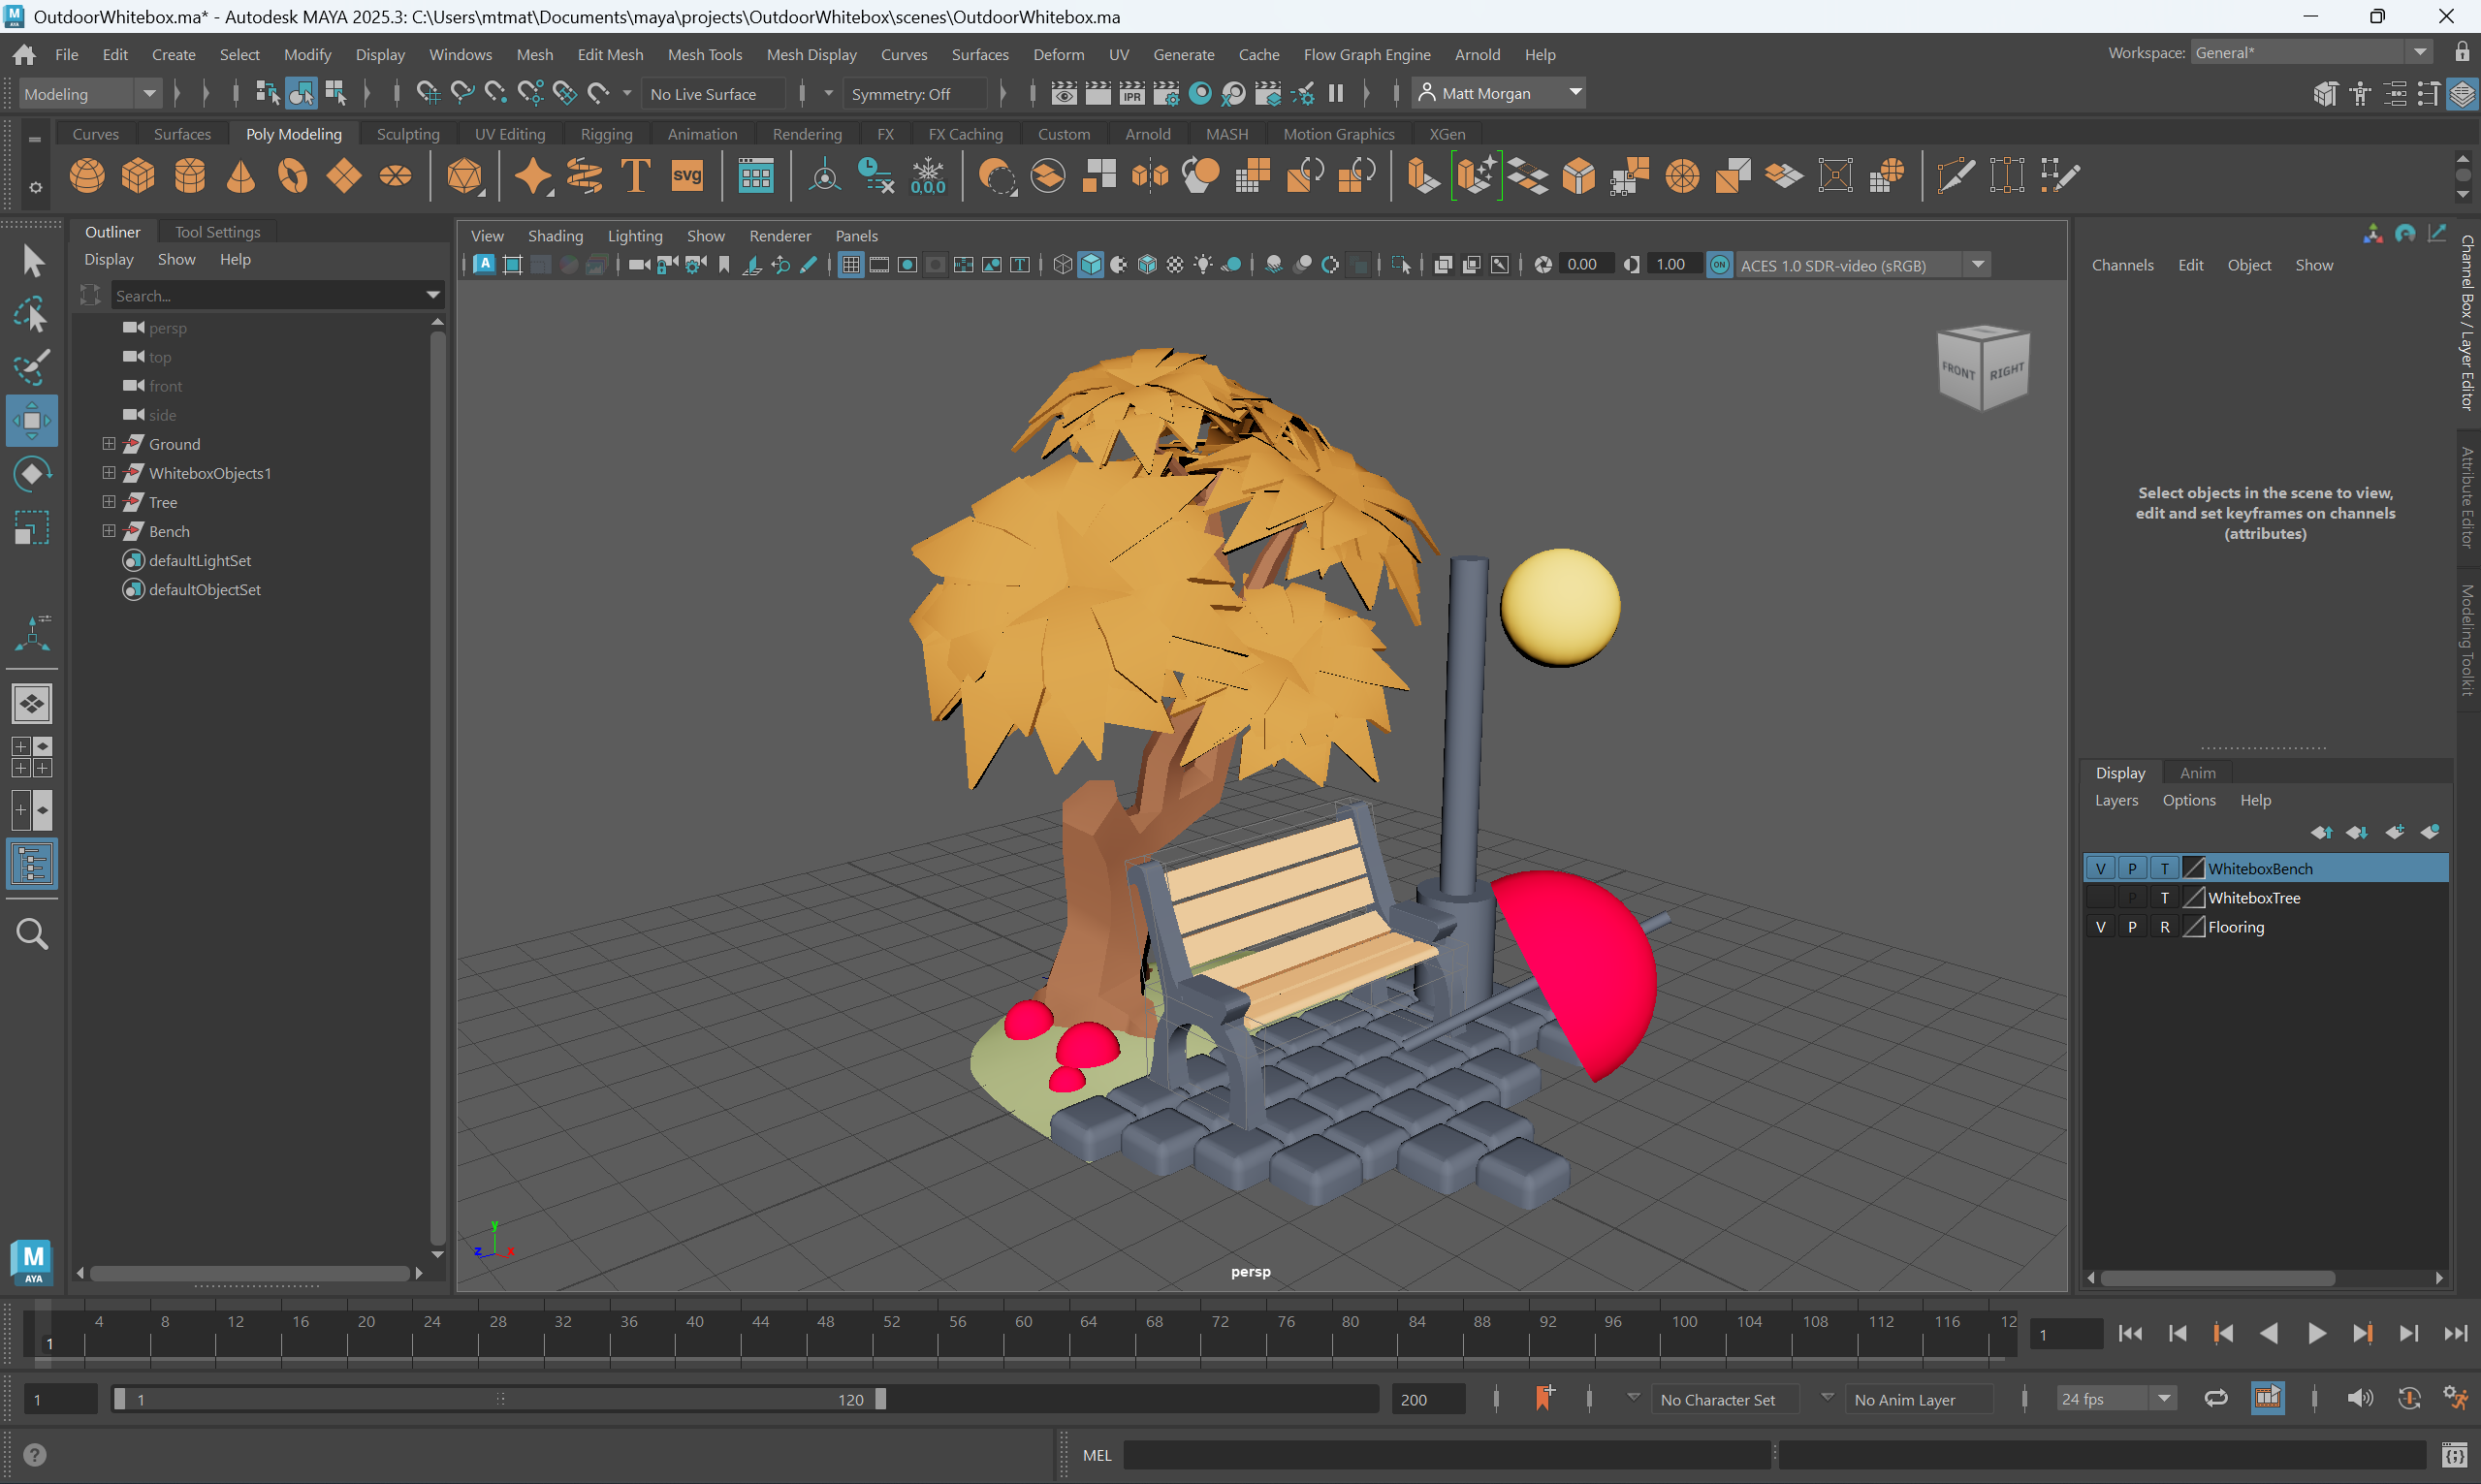 M OutdoorWhitebox.ma* - Autodesk MAYA 2025.3: C:\Users\mtmat\Documents\maya\projects\OutdoorWhitebox\scenes\OutdoorWhitebox.ma
File Edit Create Select Modify Display Windows Mesh Edit Mesh Mesh Tools Mesh Display Curves Surfaces Deform UV Generate Cache Flow Graph Engine Arnold Help Workspace: General*
Modeling No Live Surface Symmetry: Off IPR Matt Morgan
Curves Surfaces Poly Modeling Sculpting UV Editing Rigging Animation Rendering FX FX Caching Custom Arnold MASH Motion Graphics XGen
T svg 0,0,0
Outliner Tool Settings
Display Show Help
Search...
persp
top
front
side
Ground
WhiteboxObjects1
Tree
Bench
defaultLightSet
defaultObjectSet
View Shading Lighting Show Renderer Panels
A T 0.00 1.00 ON ACES 1.0 SDR-video (sRGB)
FRONT RIGHT
y
z x
persp
Channels Edit Object Show
Select objects in the scene to view,
edit and set keyframes on channels
(attributes)
Channel Box / Layer Editor
Attribute Editor
Modeling Toolkit
Display Anim
Layers Options Help
V P T WhiteboxBench
P T WhiteboxTree
V P R Flooring
M
AYA
4 8 12 16 20 24 28 32 36 40 44 48 52 56 60 64 68 72 76 80 84 88 92 96 100 104 108 112 116 12
1 1
1 1 120 200 No Character Set No Anim Layer 24 fps
? MEL